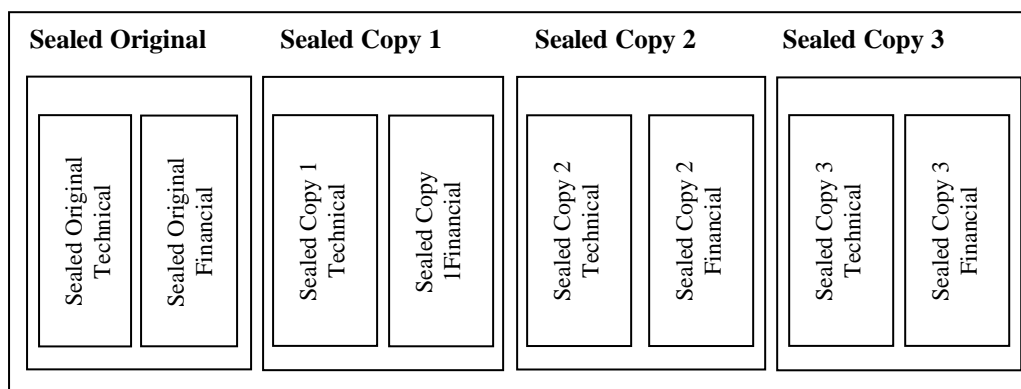 Sealed Original
Sealed Copy 1
Sealed Copy 2
Sealed Copy 3
Sealed Original
Technical
Sealed Original
Financial
Sealed Copy 1
Technical
Sealed Copy
1Financial
Sealed Copy 2
Technical
Sealed Copy 2
Financial
Sealed Copy 3
Technical
Sealed Copy 3
Financial